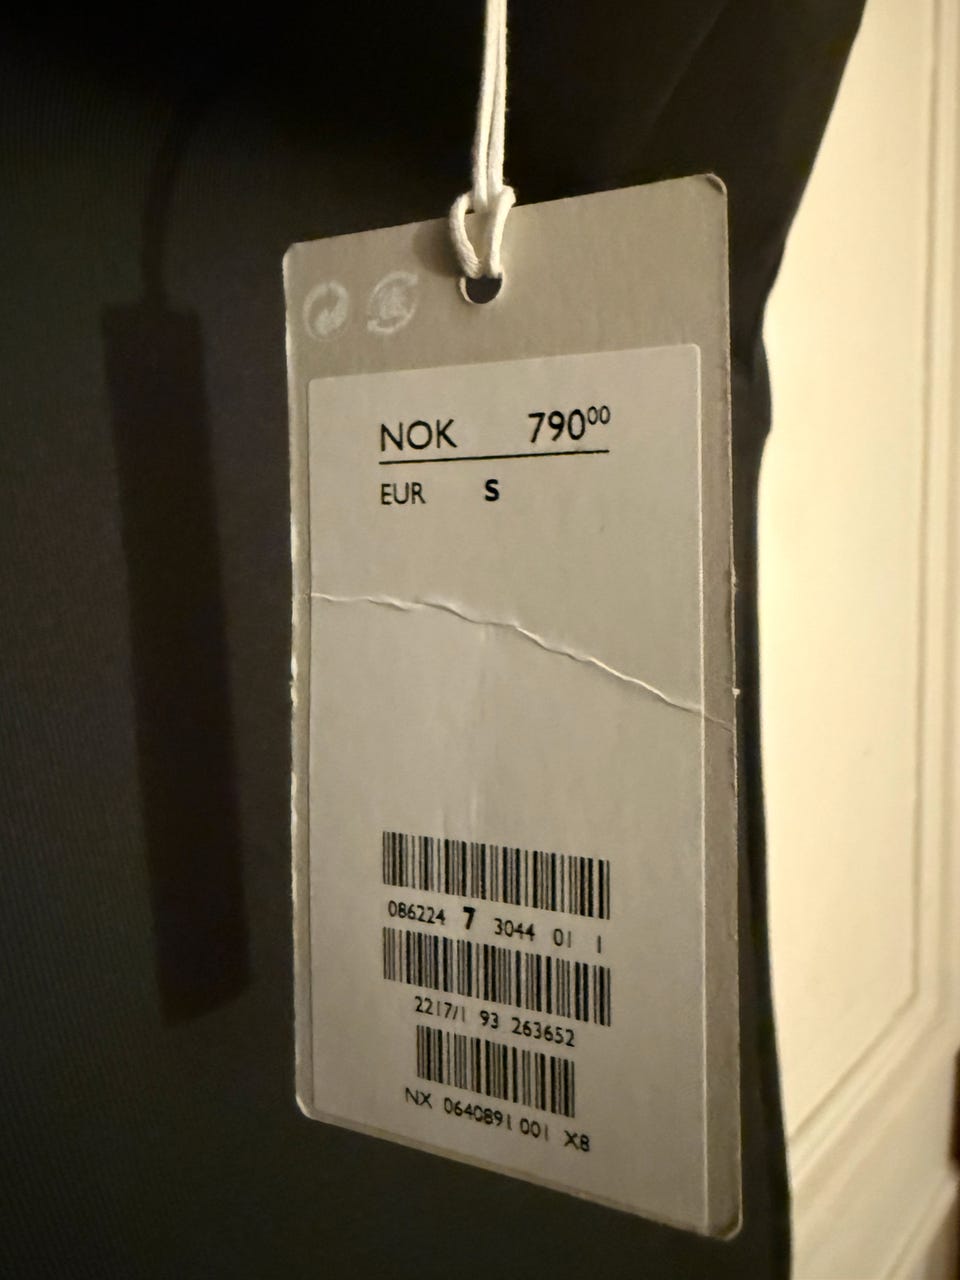 NOK 790⁰⁰
EUR S
086224 7 3044 01 1
2217/1 93 263652
NX 0640891 001 X8